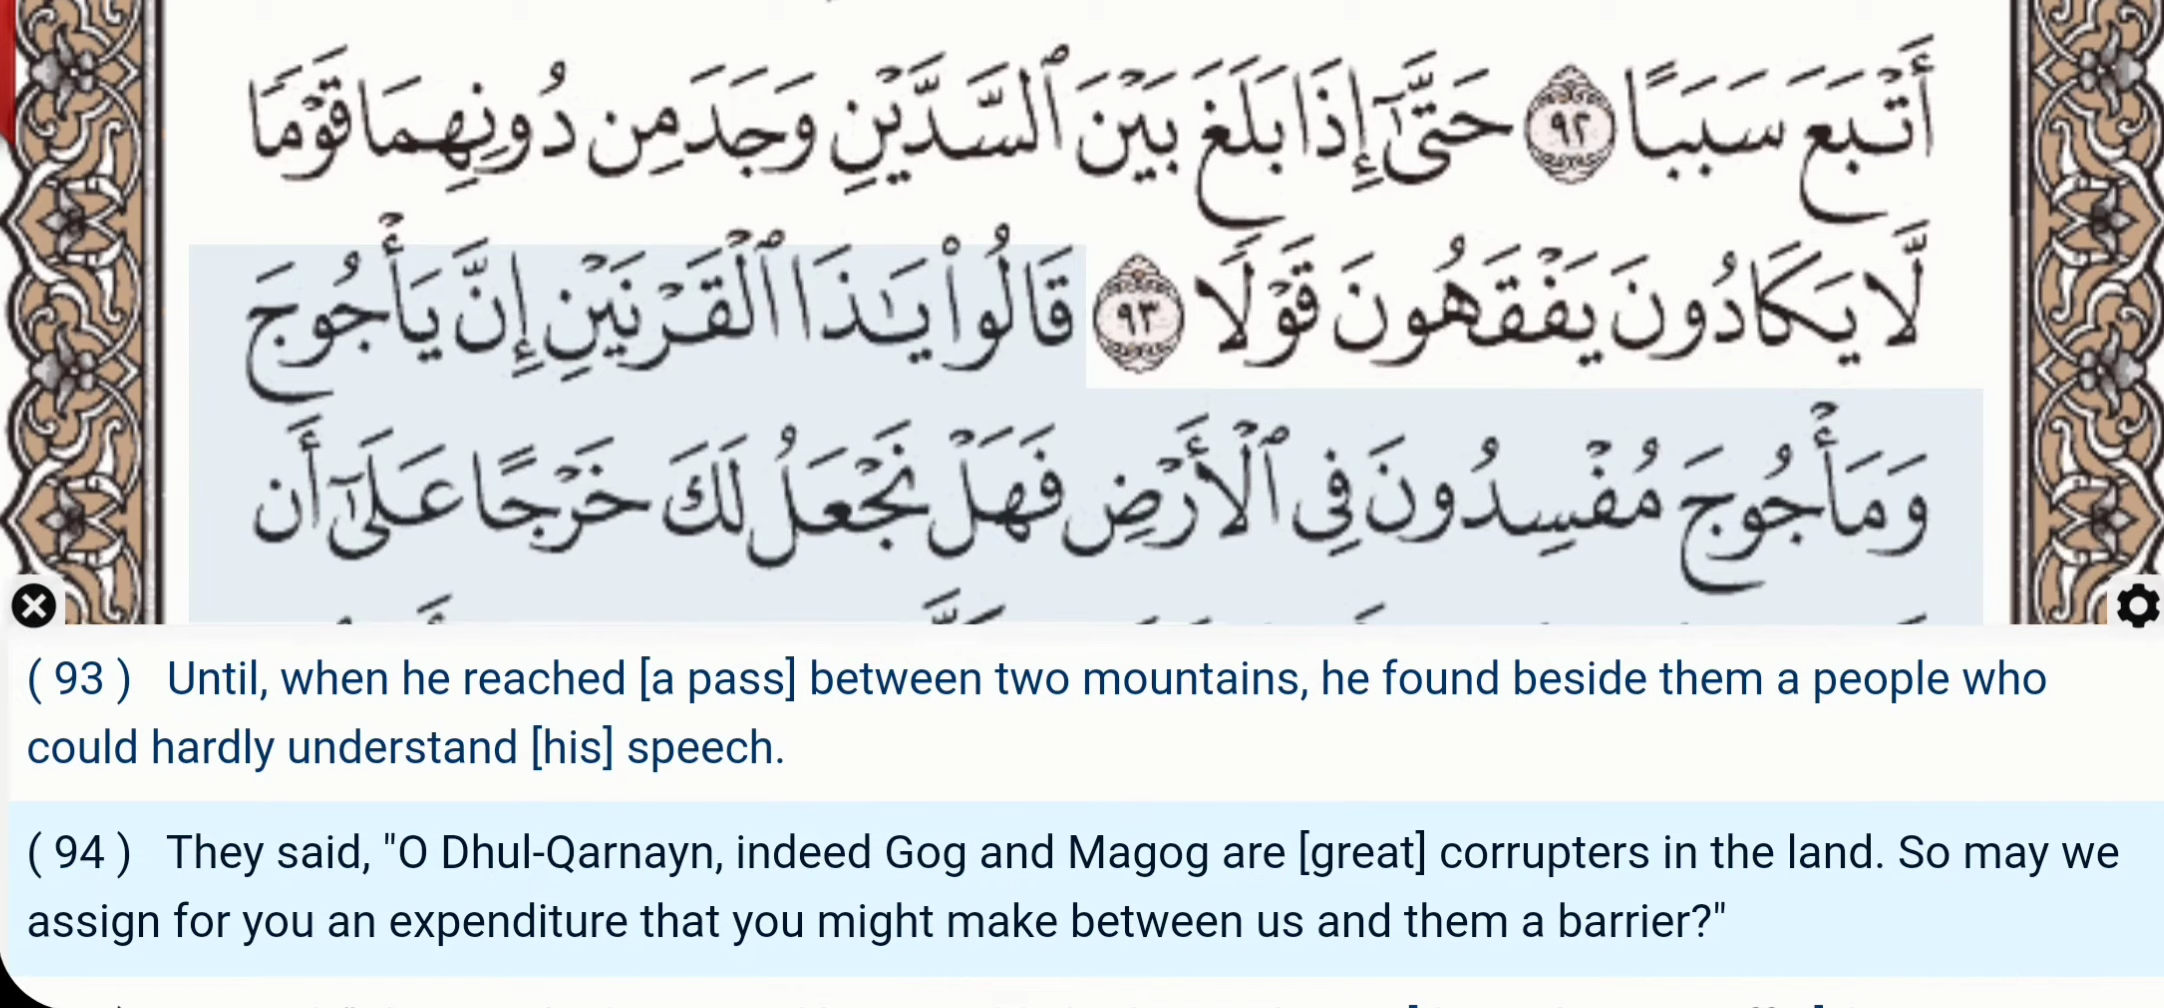 أَتۡبَعَ سَبَبًا ٩٢ حَتَّىٰٓ إِذَا بَلَغَ بَيۡنَ ٱلسَّدَّيۡنِ وَجَدَ مِن دُونِهِمَا قَوۡمٗا
لَّا يَكَادُونَ يَفۡقَهُونَ قَوۡلٗا ٩٣ قَالُواْ يَٰذَا ٱلۡقَرۡنَيۡنِ إِنَّ يَأۡجُوجَ
وَمَأۡجُوجَ مُفۡسِدُونَ فِي ٱلۡأَرۡضِ فَهَلۡ نَجۡعَلُ لَكَ خَرۡجًا عَلَىٰٓ أَن
( 93 ) Until, when he reached [a pass] between two mountains, he found beside them a people who
could hardly understand [his] speech.
( 94 ) They said, "O Dhul-Qarnayn, indeed Gog and Magog are [great] corrupters in the land. So may we
assign for you an expenditure that you might make between us and them a barrier?"